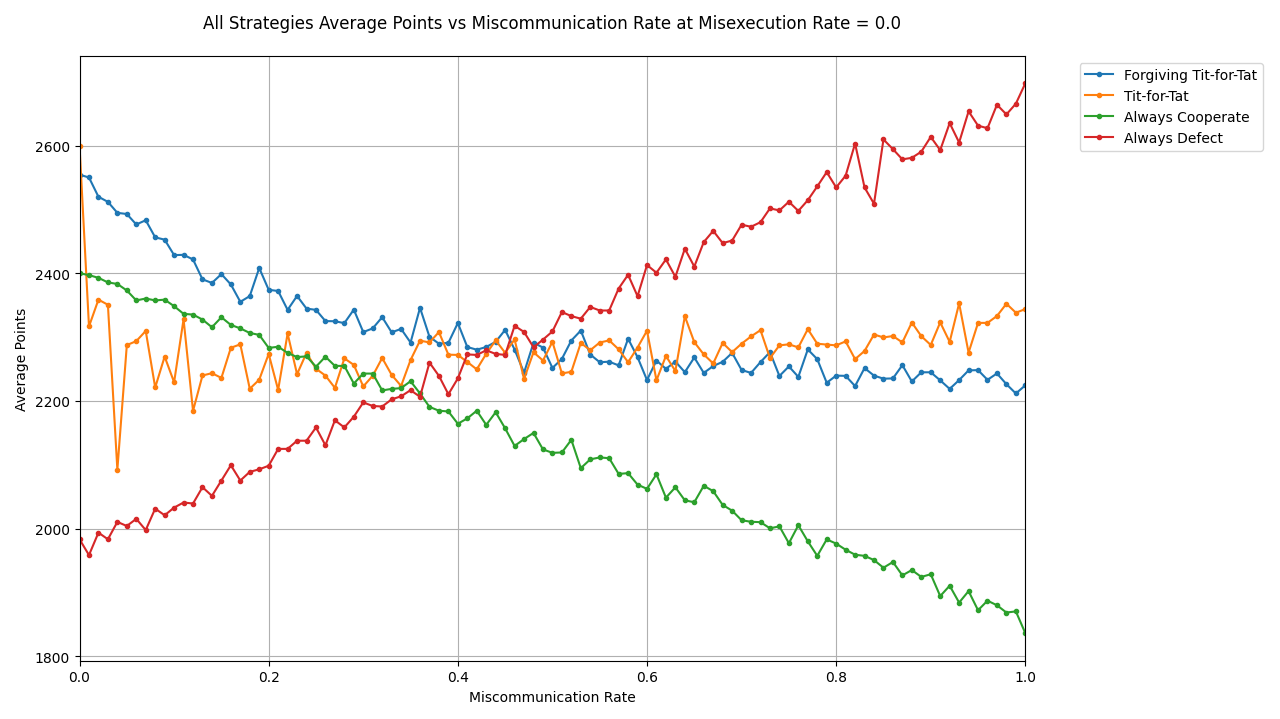 All Strategies Average Points vs Miscommunication Rate at Misexecution Rate = 0.0
Forgiving Tit-for-Tat
Tit-for-Tat
Always Cooperate
Always Defect
Average Points
2600
2400
2200
2000
1800
0.0 0.2 0.4 0.6 0.8 1.0
Miscommunication Rate